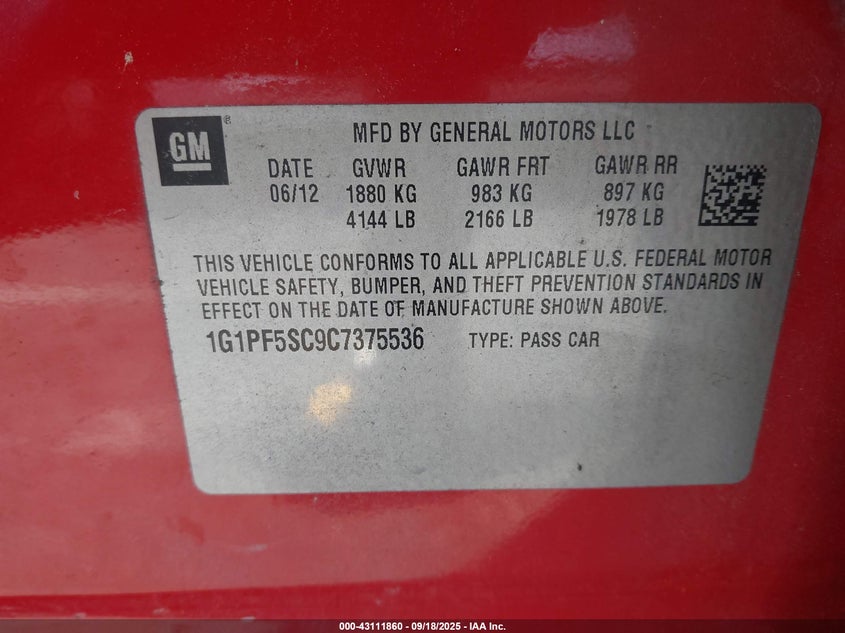 GM ®
MFD BY GENERAL MOTORS LLC
DATE GVWR GAWR FRT GAWR RR
06/12 1880 KG 983 KG 897 KG
4144 LB 2166 LB 1978 LB
THIS VEHICLE CONFORMS TO ALL APPLICABLE U.S. FEDERAL MOTOR
VEHICLE SAFETY, BUMPER, AND THEFT PREVENTION STANDARDS IN
EFFECT ON THE DATE OF MANUFACTURE SHOWN ABOVE.
1G1PF5SC9C7375536 TYPE: PASS CAR
000-43111860 - 09/18/2025 - IAA Inc.